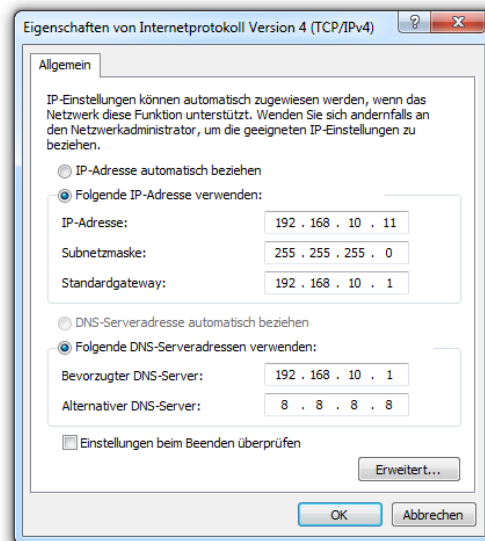 Eigenschaften von Internetprotokoll Version 4 (TCP/IPv4)
Allgemein
IP-Einstellungen können automatisch zugewiesen werden, wenn das
Netzwerk diese Funktion unterstützt. Wenden Sie sich andernfalls an
den Netzwerkadministrator, um die geeigneten IP-Einstellungen zu
beziehen.
IP-Adresse automatisch beziehen
Folgende IP-Adresse verwenden:
IP-Adresse: 192 . 168 . 10 . 11
Subnetzmaske: 255 . 255 . 255 . 0
Standardgateway: 192 . 168 . 10 . 1
DNS-Serveradresse automatisch beziehen
Folgende DNS-Serveradressen verwenden:
Bevorzugter DNS-Server: 192 . 168 . 10 . 1
Alternativer DNS-Server: 8 . 8 . 8 . 8
Einstellungen beim Beenden überprüfen
Erweitert...
OK Abbrechen